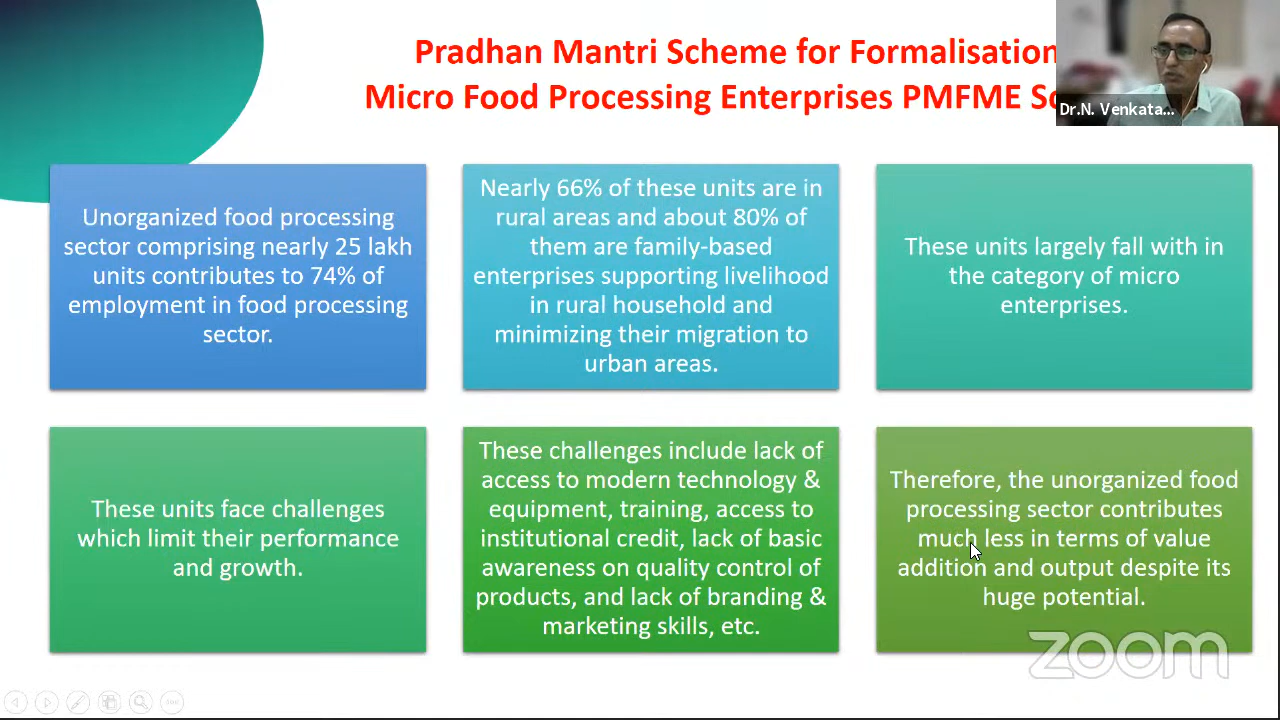 Pradhan Mantri Scheme for Formalisation
Micro Food Processing Enterprises PMFME
Dr.N. Venkata...
Unorganized food processing
sector comprising nearly 25 lakh
units contributes to 74% of
employment in food processing
sector.
Nearly 66% of these units are in
rural areas and about 80% of
them are family-based
enterprises supporting livelihood
in rural household and
minimizing their migration to
urban areas.
These units largely fall with in
the category of micro
enterprises.
These units face challenges
which limit their performance
and growth.
These challenges include lack of
access to modern technology &
equipment, training, access to
institutional credit, lack of basic
awareness on quality control of
products, and lack of branding &
marketing skills, etc.
Therefore, the unorganized food
processing sector contributes
much less in terms of value
addition and output despite its
huge potential.
zoom